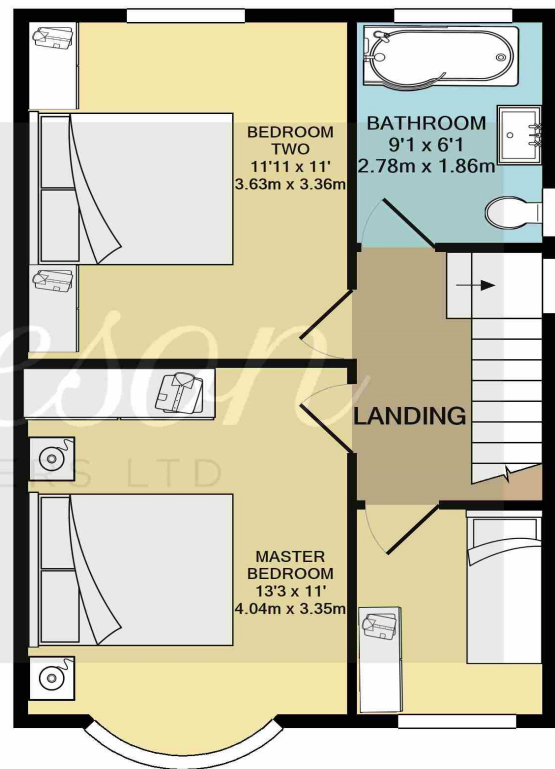 BEDROOM
TWO
11'11 x 11'
3.63m x 3.36m
BATHROOM
9'1 x 6'1
2.78m x 1.86m
LANDING
LTD
MASTER
BEDROOM
13'3 x 11'
4.04m x 3.35m